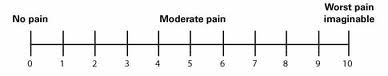 Worst pain
No pain Moderate pain imaginable
0 1 2 3 4 5 6 7 8 9 10